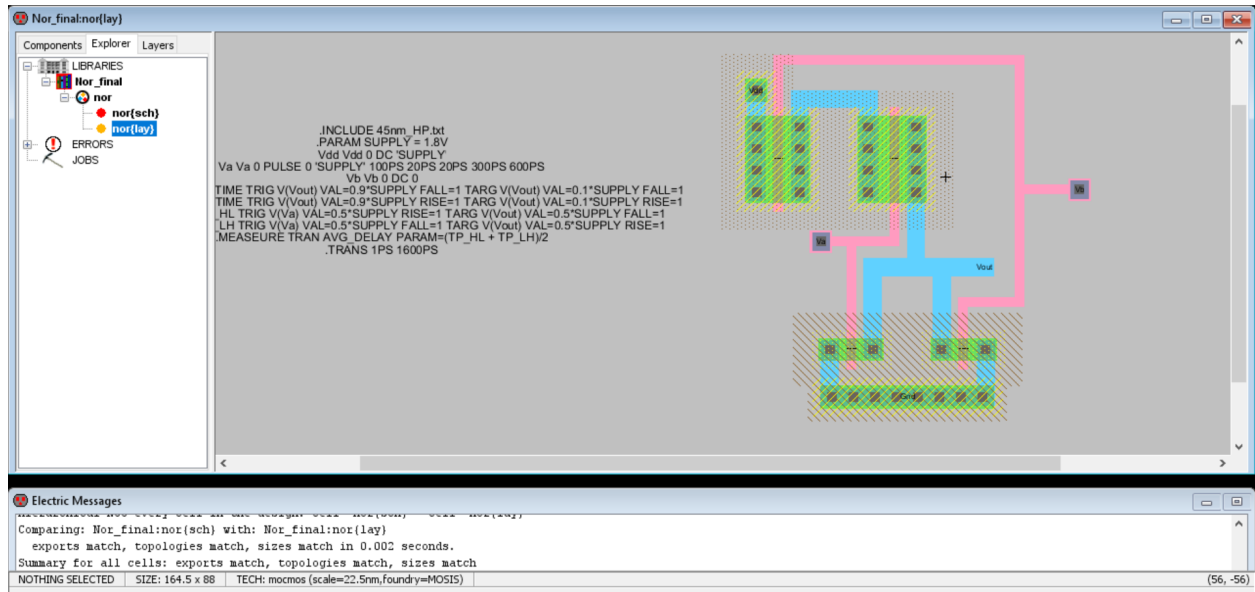 Nor_final:nor{lay}
Components Explorer Layers
LIBRARIES
Nor_final
nor
nor{sch}
nor{lay}
ERRORS
JOBS
.INCLUDE 45nm_HP.txt
.PARAM SUPPLY = 1.8V
Vdd Vdd 0 DC 'SUPPLY'
Va Va 0 PULSE 0 'SUPPLY' 100PS 20PS 20PS 300PS 600PS
Vb Vb 0 DC 0
TIME TRIG V(Vout) VAL=0.9*SUPPLY FALL=1 TARG V(Vout) VAL=0.1*SUPPLY FALL=1
TIME TRIG V(Vout) VAL=0.9*SUPPLY RISE=1 TARG V(Vout) VAL=0.1*SUPPLY RISE=1
_HL TRIG V(Va) VAL=0.5*SUPPLY RISE=1 TARG V(Vout) VAL=0.5*SUPPLY FALL=1
_LH TRIG V(Va) VAL=0.5*SUPPLY FALL=1 TARG V(Vout) VAL=0.5*SUPPLY RISE=1
.MEASEURE TRAN AVG_DELAY PARAM=(TP_HL + TP_LH)/2
.TRANS 1PS 1600PS
Vdd
Vb
Va
Vout
Gnd
Electric Messages
Comparing: Nor_final:nor{sch} with: Nor_final:nor{lay}
exports match, topologies match, sizes match in 0.002 seconds.
Summary for all cells: exports match, topologies match, sizes match
NOTHING SELECTED SIZE: 164.5 x 88 TECH: mocmos (scale=22.5nm,foundry=MOSIS) (56, -56)